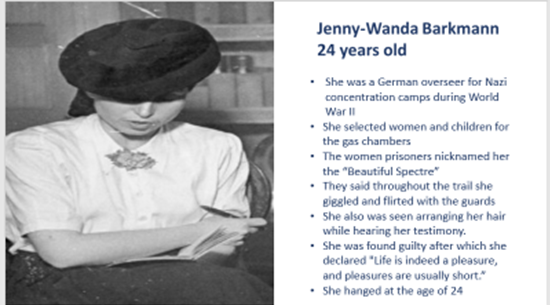 Jenny-Wanda Barkmann
24 years old
• She was a German overseer for Nazi
concentration camps during World
War II
• She selected women and children for
the gas chambers
• The women prisoners nicknamed her
the “Beautiful Spectre”
• They said throughout the trail she
giggled and flirted with the guards
• She also was seen arranging her hair
while hearing her testimony.
• She was found guilty after which she
declared “Life is indeed a pleasure,
and pleasures are usually short.”
• She hanged at the age of 24